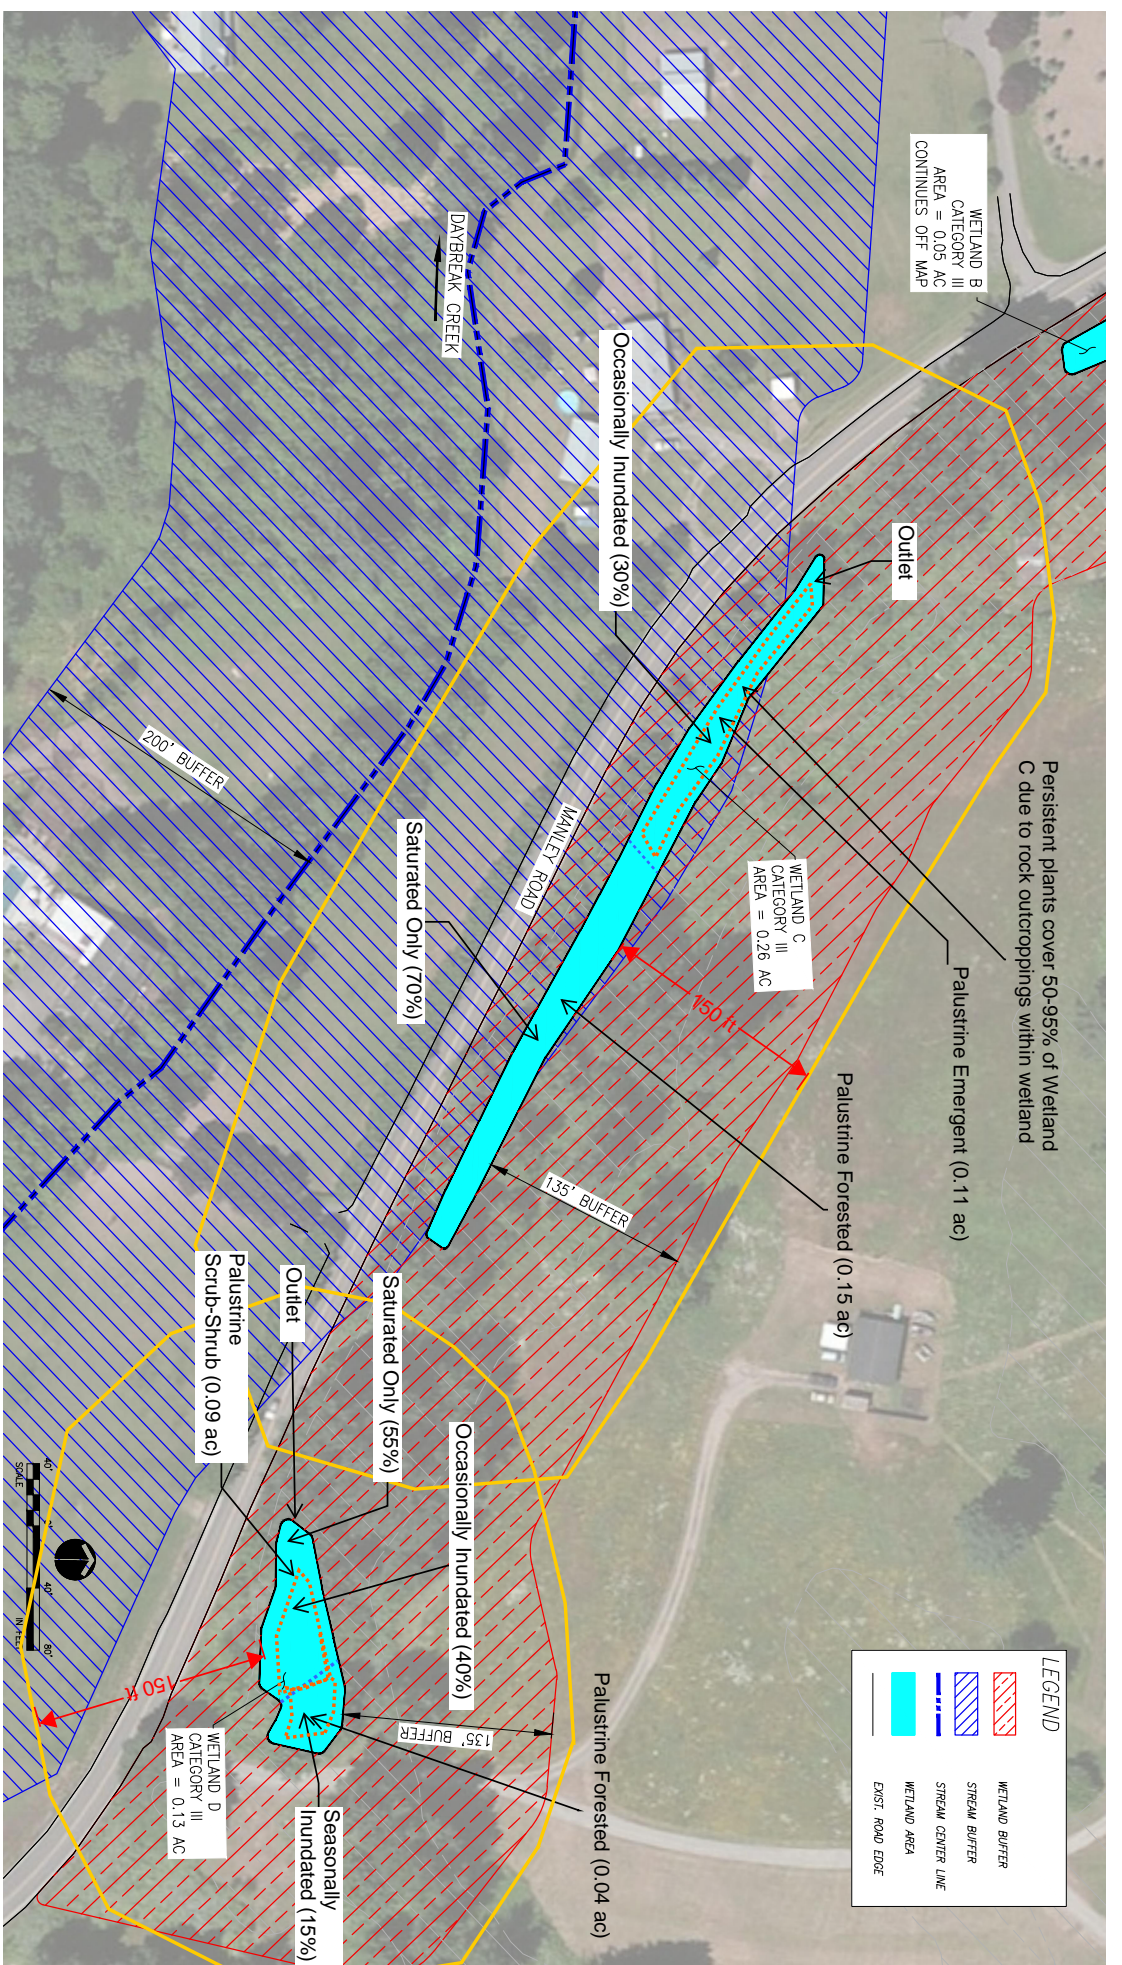 WETLAND B
CATEGORY III
AREA = 0.05 AC
CONTINUES OFF MAP
DAYBREAK CREEK
Occasionally Inundated (30%)
Outlet
200' BUFFER
MANLEY ROAD
Saturated Only (70%)
WETLAND C
CATEGORY III
AREA = 0.26 AC
150 ft
Persistent plants cover 50-95% of Wetland
C due to rock outcroppings within wetland
Palustrine Emergent (0.11 ac)
Palustrine Forested (0.15 ac)
135' BUFFER
Palustrine
Scrub-Shrub (0.09 ac)
Outlet
Saturated Only (55%)
Occasionally Inundated (40%)
Palustrine Forested (0.04 ac)
135' BUFFER
150 ft
WETLAND D
CATEGORY III
AREA = 0.13 AC
Seasonally
Inundated (15%)
40'
40'
80'
SCALE
LEGEND
WETLAND BUFFER
STREAM BUFFER
STREAM CENTER LINE
WETLAND AREA
EXIST. ROAD EDGE